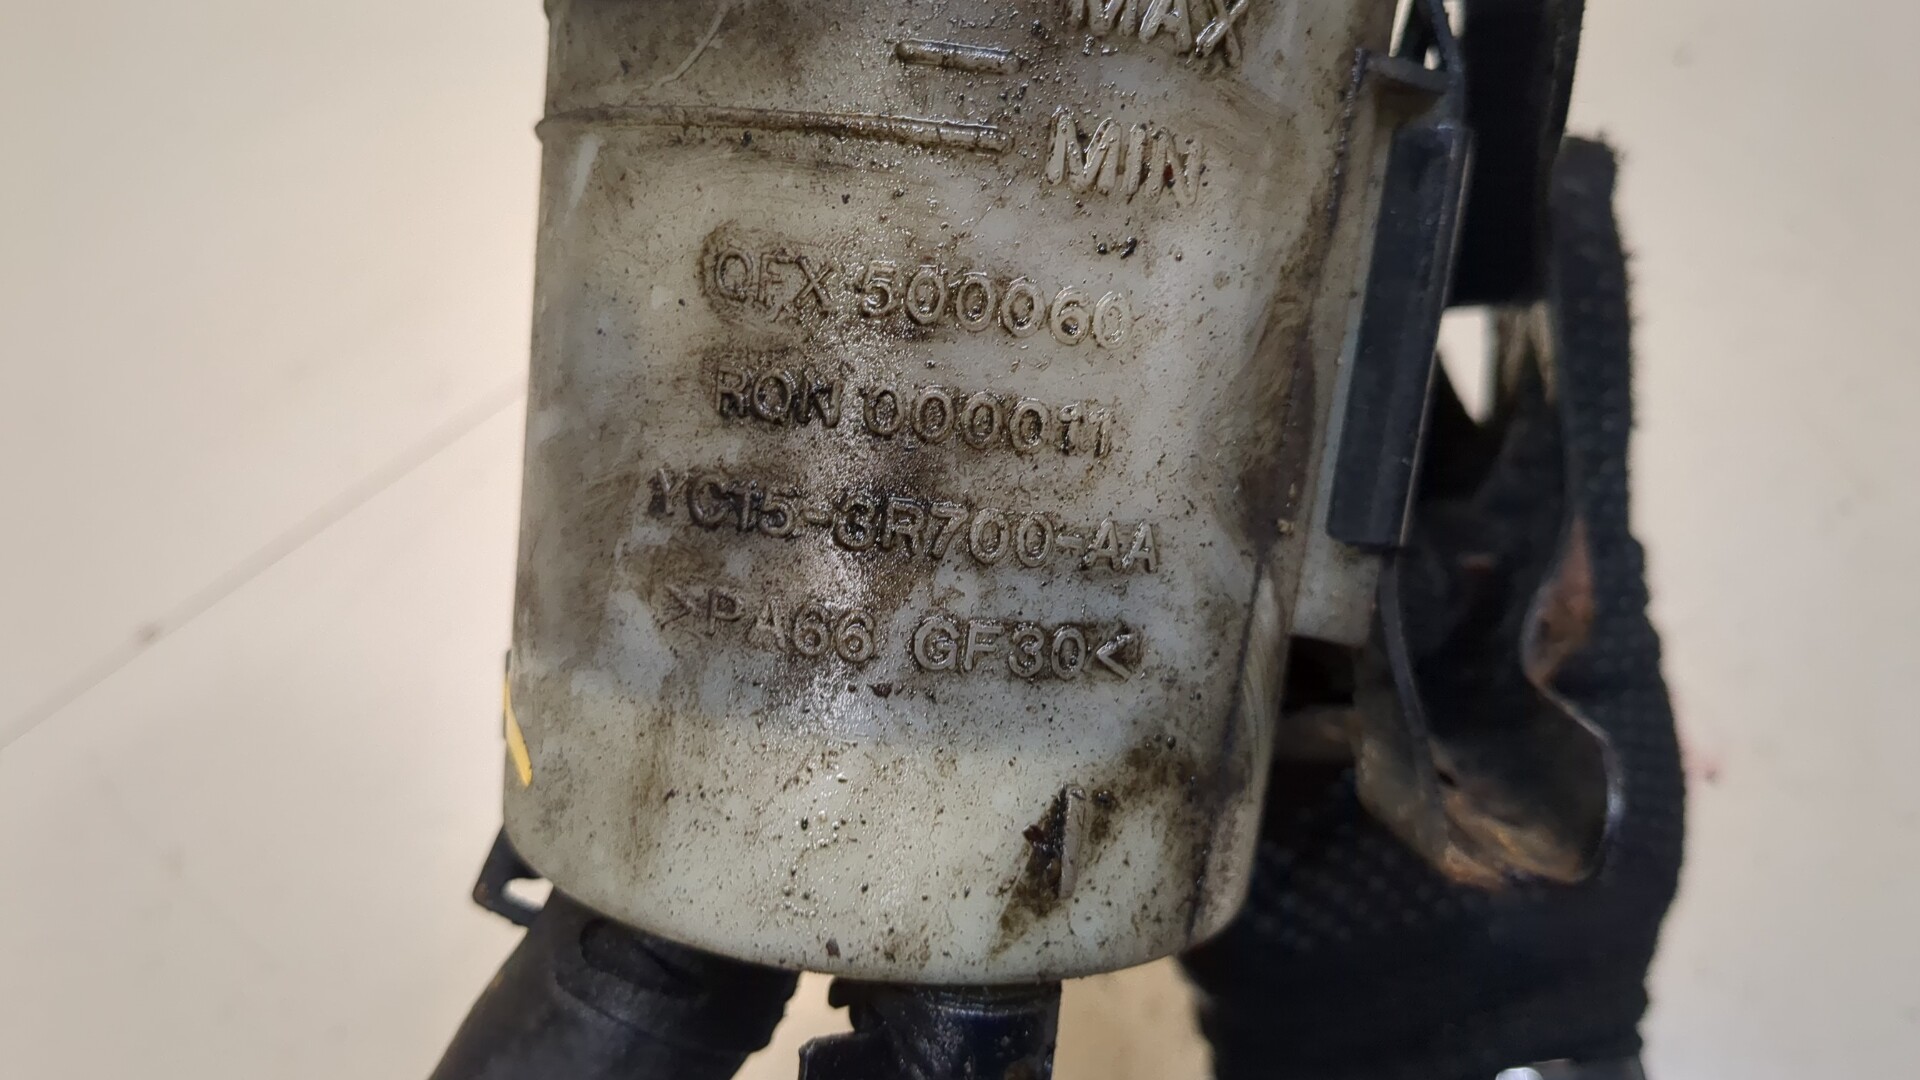 MAX
MIN
QFX 500060
RQN 000011
YC15-3R700-AA
>PA66 GF30<